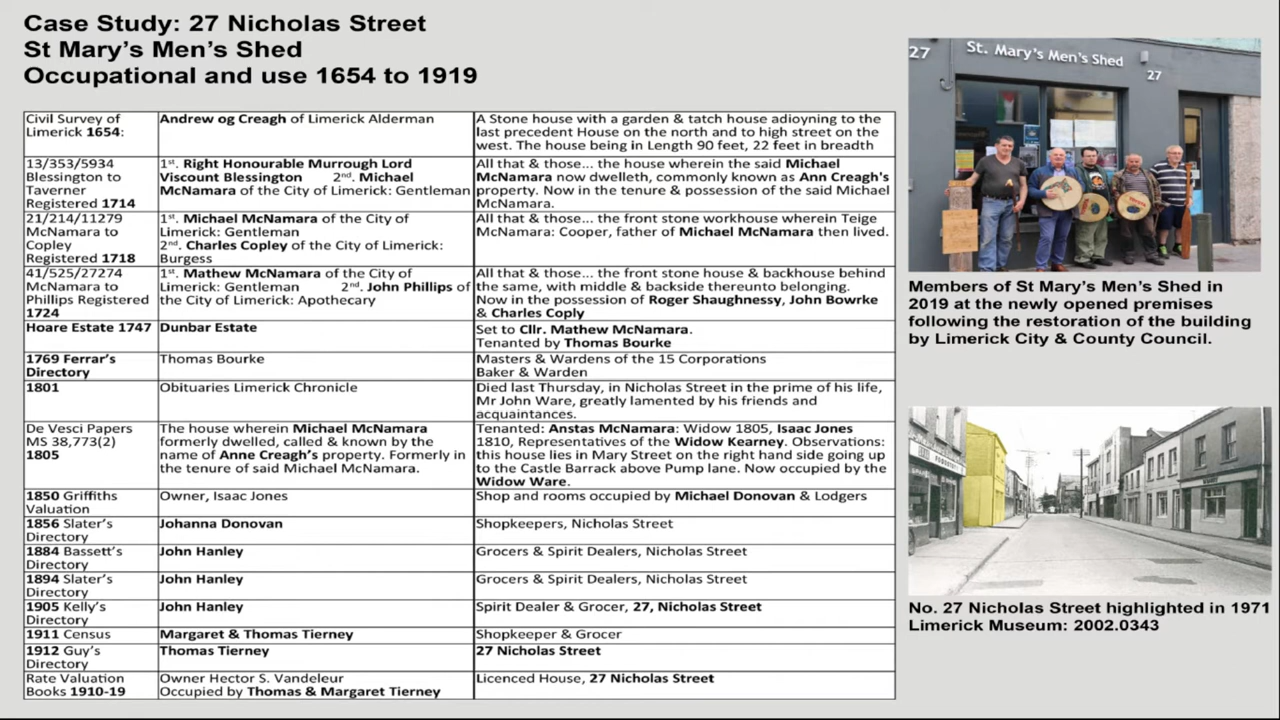 Case Study: 27 Nicholas Street
St Mary's Men's Shed
Occupational and use 1654 to 1919
Civil Survey of
Limerick 1654:
Andrew og Creagh of Limerick Alderman
A Stone house with a garden & tatch house adioyning to the
last precedent House on the north and to high street on the
west. The house being in Length 90 feet, 22 feet in breadth
13/353/5934
Blessington to
Taverner
Registered 1714
1st. Right Honourable Murrough Lord
Viscount Blessington 2nd. Michael
McNamara of the City of Limerick: Gentleman
All that & those... the house wherein the said Michael
McNamara now dwelleth, commonly known as Ann Creagh's
property. Now in the tenure & possession of the said Michael
McNamara.
21/214/11279
McNamara to
Copley
Registered 1718
1st. Michael McNamara of the City of
Limerick: Gentleman
2nd. Charles Copley of the City of Limerick:
Burgess
All that & those... the front stone workhouse wherein Teige
McNamara: Cooper, father of Michael McNamara then lived.
41/525/27274
McNamara to
Phillips Registered
1724
1st. Mathew McNamara of the City of
Limerick: Gentleman 2nd. John Phillips of
the City of Limerick: Apothecary
All that & those... the front stone house & backhouse behind
the same, with middle & backside thereunto belonging.
Now in the possession of Roger Shaughnessy, John Bowrke
& Charles Coply
Hoare Estate 1747
Dunbar Estate
Set to Cllr. Mathew McNamara.
Tenanted by Thomas Bourke
1769 Ferrar's
Directory
Thomas Bourke
Masters & Wardens of the 15 Corporations
Baker & Warden
1801
Obituaries Limerick Chronicle
Died last Thursday, in Nicholas Street in the prime of his life,
Mr John Ware, greatly lamented by his friends and
acquaintances.
De Vesci Papers
MS 38,773(2)
1805
The house wherein Michael McNamara
formerly dwelled, called & known by the
name of Anne Creagh's property. Formerly in
the tenure of said Michael McNamara.
Tenanted: Anstas McNamara: Widow 1805, Isaac Jones
1810, Representatives of the Widow Kearney. Observations:
this house lies in Mary Street on the right hand side going up
to the Castle Barrack above Pump lane. Now occupied by the
Widow Ware.
1850 Griffiths
Valuation
Owner, Isaac Jones
Shop and rooms occupied by Michael Donovan & Lodgers
1856 Slater's
Directory
Johanna Donovan
Shopkeepers, Nicholas Street
1884 Bassett's
Directory
John Hanley
Grocers & Spirit Dealers, Nicholas Street
1894 Slater's
Directory
John Hanley
Grocers & Spirit Dealers, Nicholas Street
1905 Kelly's
Directory
John Hanley
Spirit Dealer & Grocer, 27, Nicholas Street
1911 Census
Margaret & Thomas Tierney
Shopkeeper & Grocer
1912 Guy's
Directory
Thomas Tierney
27 Nicholas Street
Rate Valuation
Books 1910-19
Owner Hector S. Vandeleur
Occupied by Thomas & Margaret Tierney
Licenced House, 27 Nicholas Street
27
St. Mary's Men's Shed
27
Members of St Mary's Men's Shed in
2019 at the newly opened premises
following the restoration of the building
by Limerick City & County Council.
No. 27 Nicholas Street highlighted in 1971
Limerick Museum: 2002.0343